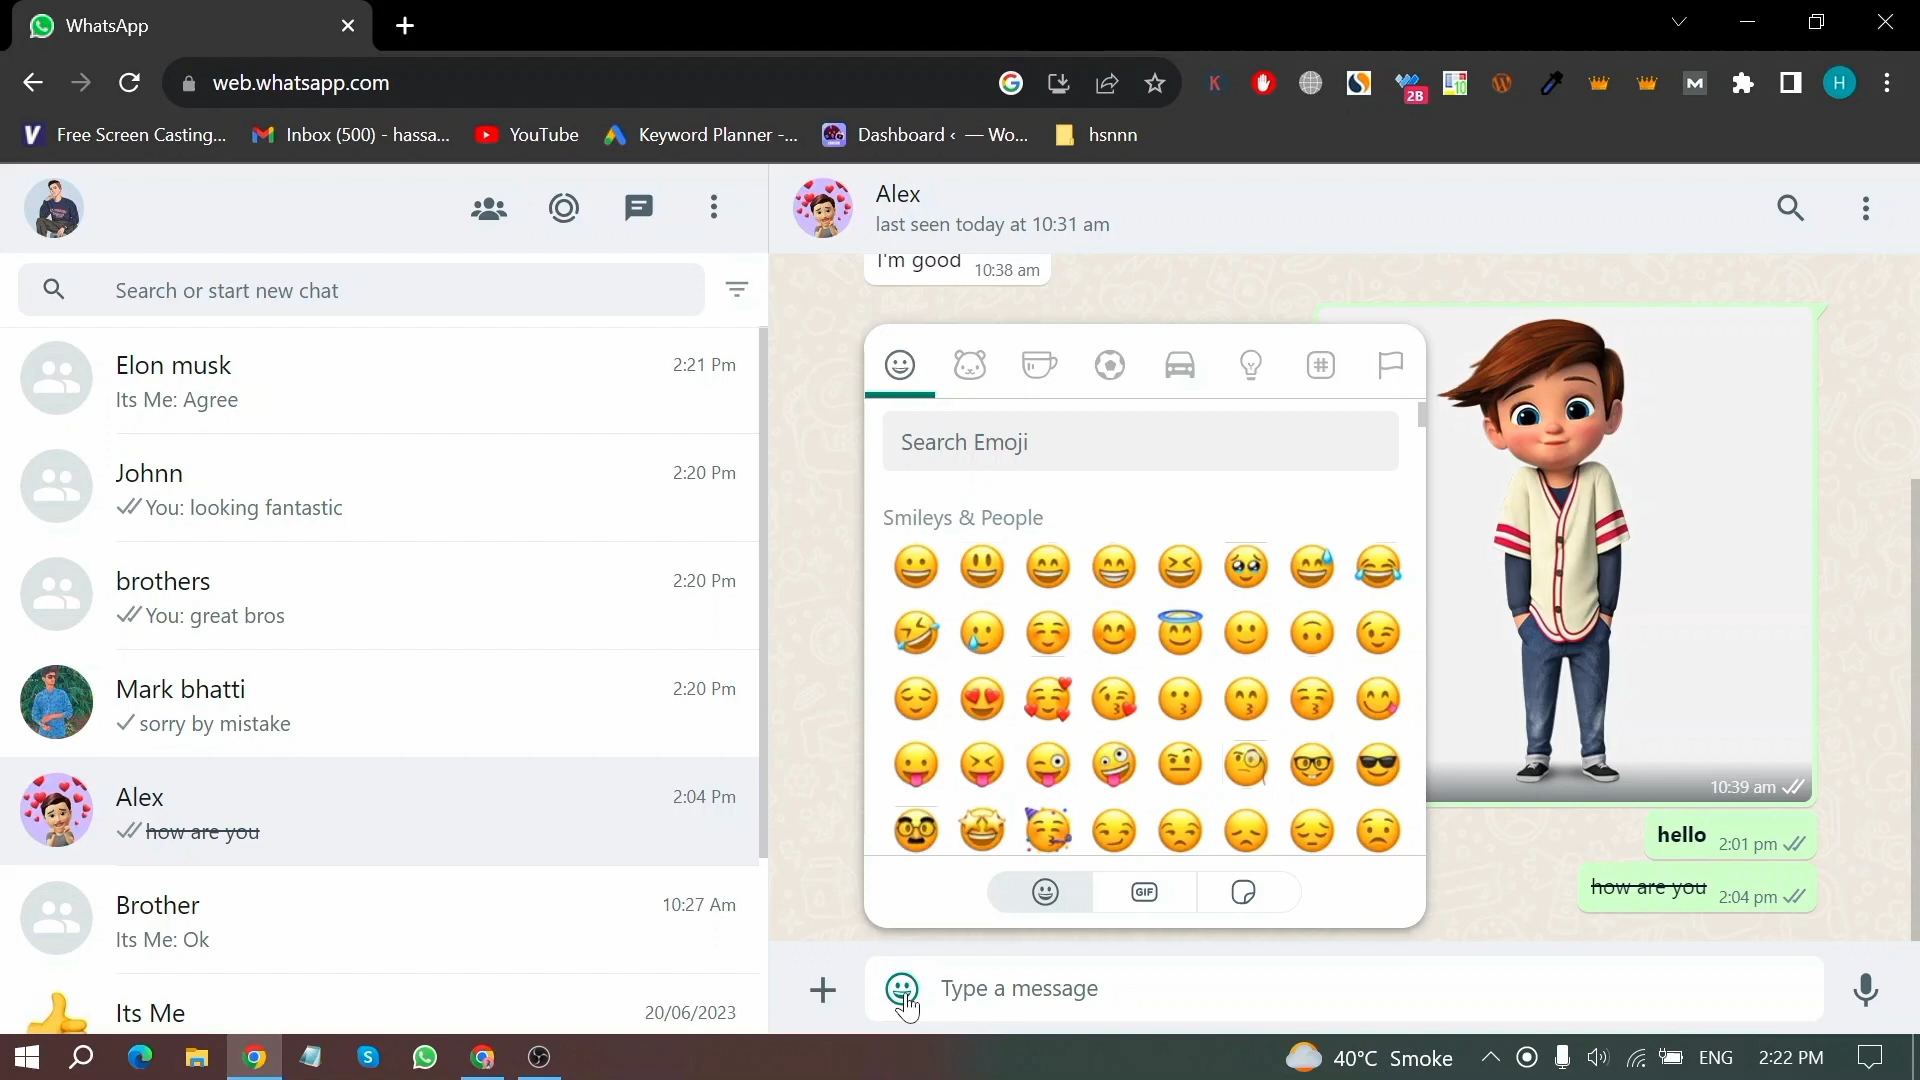 WhatsApp
web.whatsapp.com
K
2B
10
M
H
Free Screen Casting...
Inbox (500) - hassa...
YouTube
Keyword Planner -...
Dashboard ‹ — Wo...
hsnnn
Search or start new chat
Elon musk 2:21 Pm
Its Me: Agree
Johnn 2:20 Pm
You: looking fantastic
brothers 2:20 Pm
You: great bros
Mark bhatti 2:20 Pm
sorry by mistake
Alex 2:04 Pm
how are you
Brother 10:27 Am
Its Me: Ok
Its Me 20/06/2023
Alex
last seen today at 10:31 am
I'm good 10:38 am
Search Emoji
Smileys & People
GIF
10:39 am
hello 2:01 pm
how are you 2:04 pm
Type a message
40°C Smoke
ENG
2:22 PM